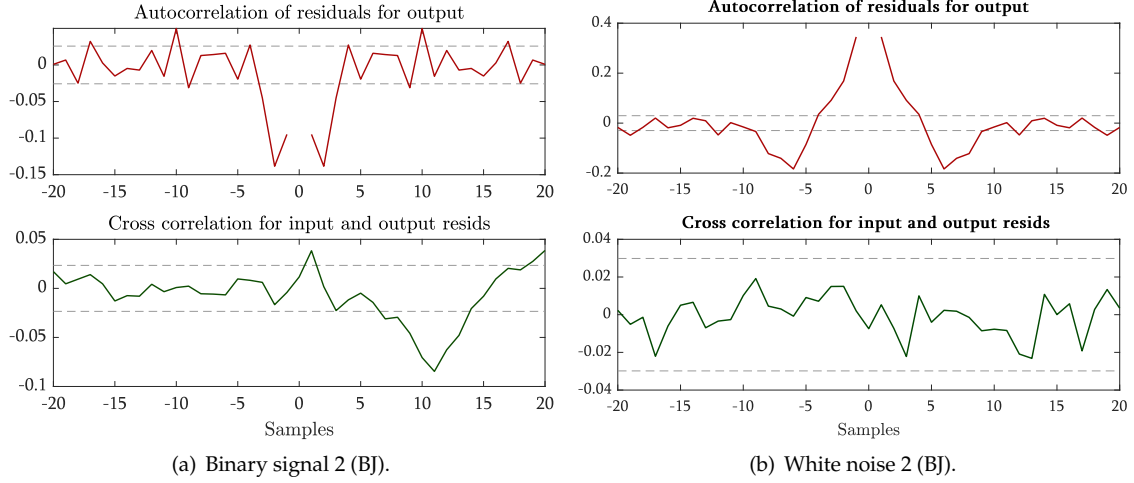 Autocorrelation of residuals for output
0
-0.05
-0.1
-0.15
-20 -15 -10 -5 0 5 10 15 20
Cross correlation for input and output resids
0.05
0
-0.05
-0.1
-20 -15 -10 -5 0 5 10 15 20
Samples
(a) Binary signal 2 (BJ).
Autocorrelation of residuals for output
0.4
0.2
0
-0.2
-20 -15 -10 -5 0 5 10 15 20
Cross correlation for input and output resids
0.04
0.02
0
-0.02
-0.04
-20 -15 -10 -5 0 5 10 15 20
Samples
(b) White noise 2 (BJ).